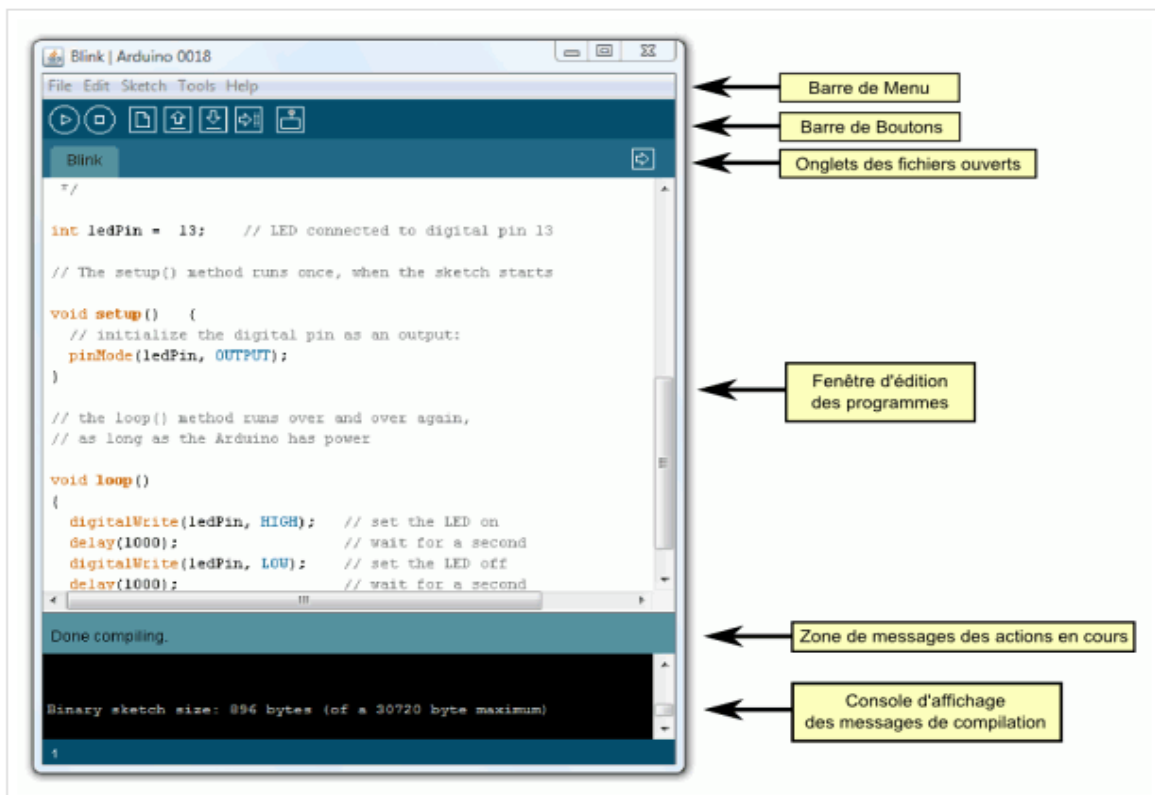 Blink | Arduino 0018
File Edit Sketch Tools Help
Barre de Menu
Barre de Boutons
Blink
Onglets des fichiers ouverts
*/
int ledPin =  13;    // LED connected to digital pin 13
// The setup() method runs once, when the sketch starts
void setup()   {
// initialize the digital pin as an output:
pinMode(ledPin, OUTPUT);
}
Fenêtre d'édition
des programmes
// the loop() method runs over and over again,
// as long as the Arduino has power
void loop()
{
digitalWrite(ledPin, HIGH);   // set the LED on
delay(1000);                  // wait for a second
digitalWrite(ledPin, LOW);    // set the LED off
delay(1000);                  // wait for a second
Done compiling.
Zone de messages des actions en cours
Binary sketch size: 896 bytes (of a 30720 byte maximum)
Console d'affichage
des messages de compilation
1